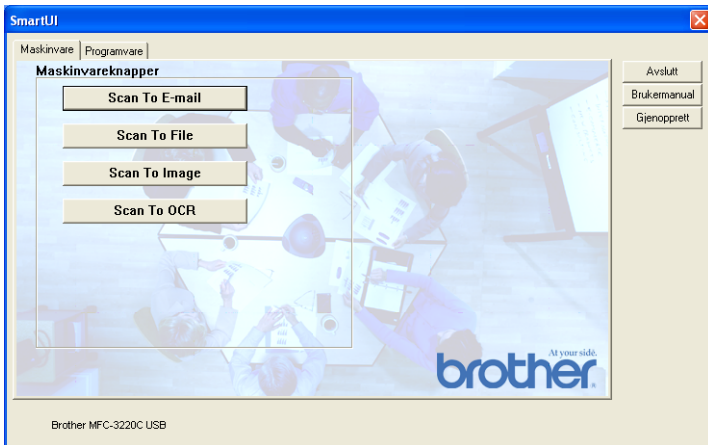 SmartUI
Maskinvare
Programvare
Maskinvareknapper
Scan To E-mail
Scan To File
Scan To Image
Scan To OCR
Avslutt
Brukermanual
Gjenopprett
At your side.
brother
Brother MFC-3220C USB